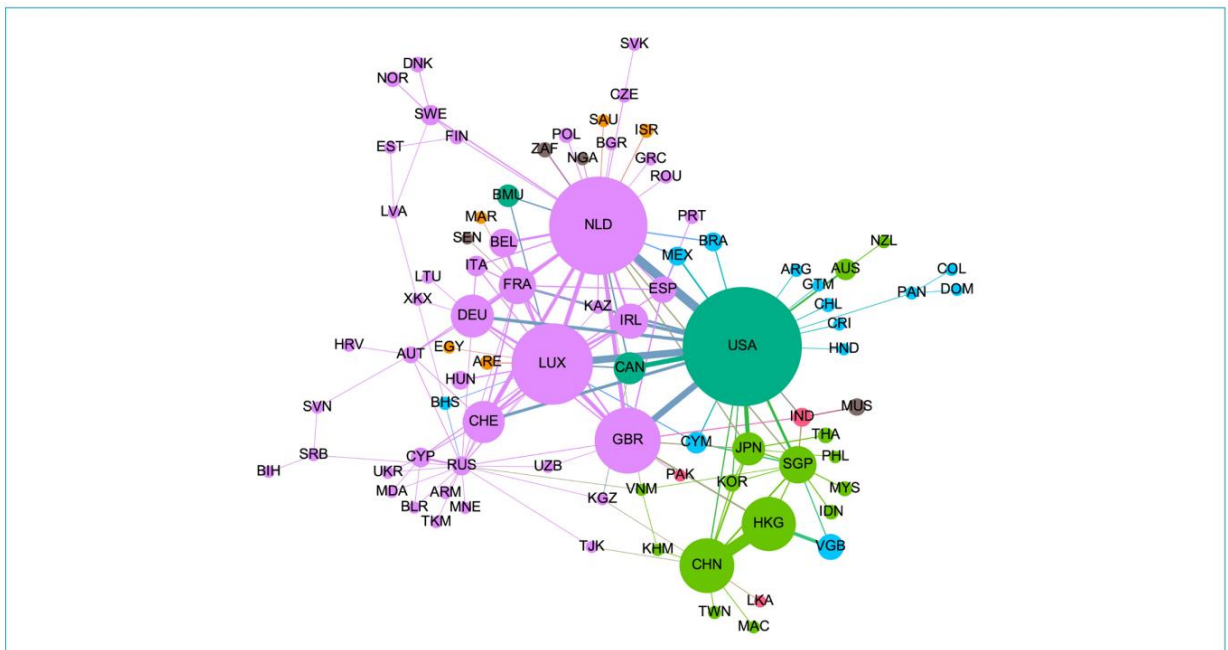 SVK
DNK
NOR
CZE
SWE
SAU
ISR
FIN
POL
BGR
EST
ZAF
NGA
GRC
ROU
BMU
LVA
MAR
NLD
PRT
SEN
BEL
BRA
NZL
MEX
ITA
ARG
AUS
COL
LTU
FRA
ESP
GTM
PAN
DOM
XKX
KAZ
CHL
DEU
IRL
CRI
HRV
EGY
USA
HND
AUT
ARE
LUX
CAN
HUN
BHS
SVN
CHE
IND
MUS
GBR
CYM
THA
SRB
CYP
JPN
PHL
BIH
UKR
RUS
UZB
PAK
SGP
MDA
ARM
VNM
KOR
MYS
BLR
MNE
KGZ
IDN
TKM
HKG
TJK
KHM
VGB
CHN
LKA
TWN
MAC